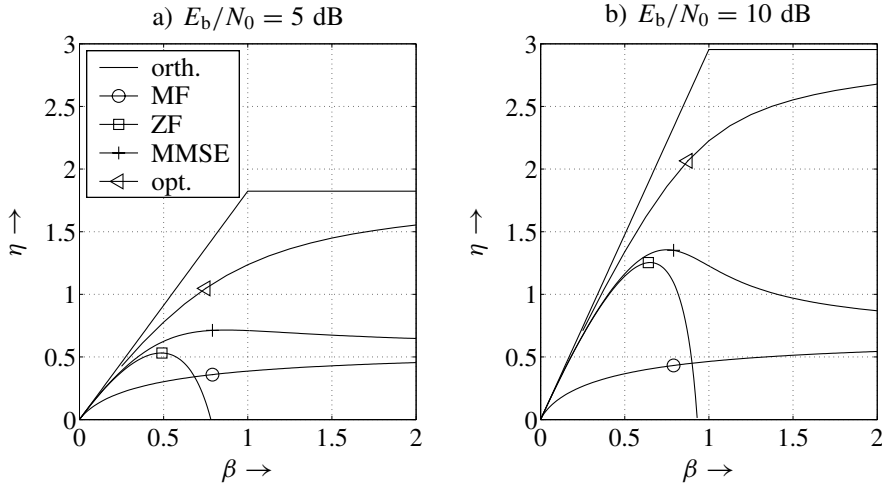 a) E_b/N_0 = 5 dB
3
2.5
2
1.5
1
0.5
0
η →
orth.
MF
ZF
MMSE
opt.
0 0.5 1 1.5 2
β →
b) E_b/N_0 = 10 dB
3
2.5
2
1.5
1
0.5
0
η →
0 0.5 1 1.5 2
β →